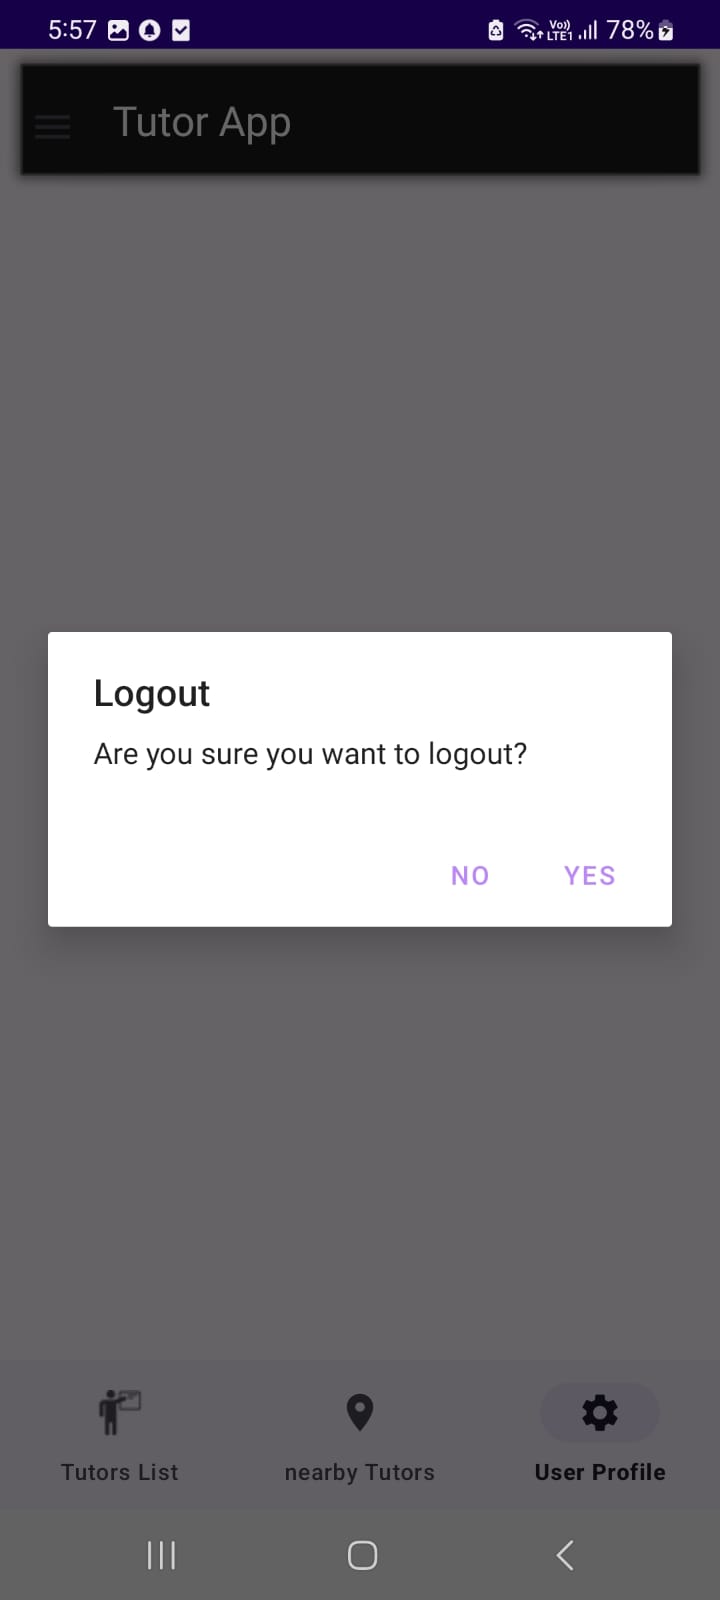 5:57 Vo)) LTE1 78%
Tutor App
Logout
Are you sure you want to logout?
NO YES
Tutors List nearby Tutors User Profile